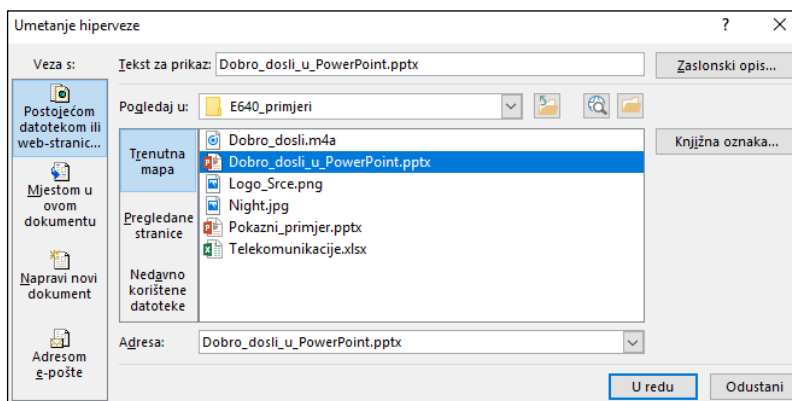 Umetanje hiperveze
?
Veza s:
Tekst za prikaz: Dobro_dosli_u_PowerPoint.pptx
Zaslonski opis...
Postojećom
datotekom ili
web-stranic...
Pogledaj u: E640_primjeri
Knjižna oznaka...
Mjestom u
ovom
dokumentu
Napravi novi
dokument
Adresom
e-pošte
Trenutna
mapa
Pregledane
stranice
Nedavno
korištene
datoteke
Dobro_dosli.m4a
Dobro_dosli_u_PowerPoint.pptx
Logo_Srce.png
Night.jpg
Pokazni_primjer.pptx
Telekomunikacije.xlsx
Adresa: Dobro_dosli_u_PowerPoint.pptx
U redu
Odustani